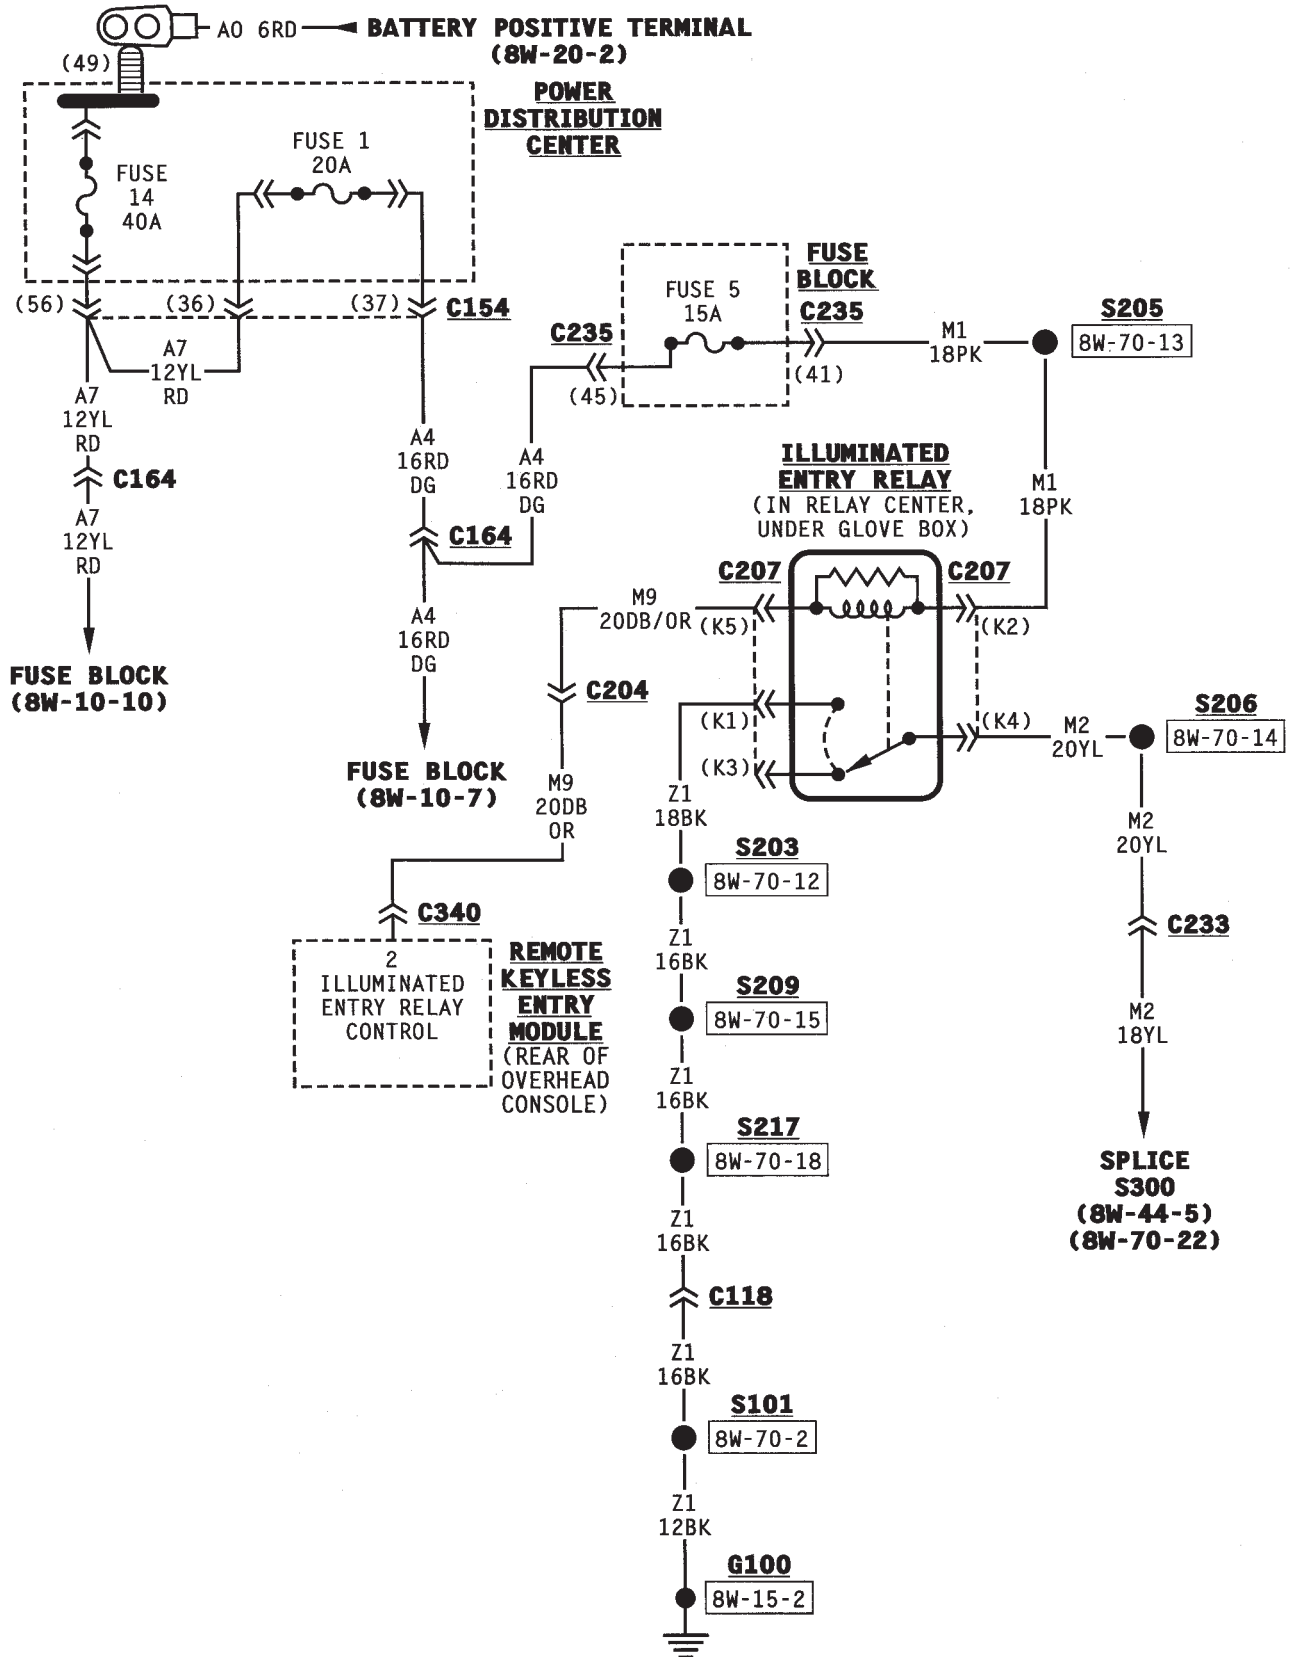 A0 6RD
BATTERY POSITIVE TERMINAL
(8W-20-2)
(49)
POWER
DISTRIBUTION
CENTER
FUSE
14
40A
FUSE 1
20A
(56)
(36)
(37)
C154
A7
12YL
RD
A7
12YL
RD
C164
A7
12YL
RD
FUSE BLOCK
(8W-10-10)
A4
16RD
DG
C164
A4
16RD
DG
A4
16RD
DG
FUSE BLOCK
(8W-10-7)
C235
(45)
FUSE 5
15A
FUSE
BLOCK
C235
(41)
M1
18PK
S205
8W-70-13
M1
18PK
ILLUMINATED
ENTRY RELAY
(IN RELAY CENTER,
UNDER GLOVE BOX)
C207
C207
(K5)
(K2)
(K1)
(K4)
(K3)
M9
20DB/OR
C204
M9
20DB
OR
C340
2
ILLUMINATED
ENTRY RELAY
CONTROL
REMOTE
KEYLESS
ENTRY
MODULE
(REAR OF
OVERHEAD
CONSOLE)
M2
20YL
S206
8W-70-14
M2
20YL
C233
M2
18YL
SPLICE
S300
(8W-44-5)
(8W-70-22)
Z1
18BK
S203
8W-70-12
Z1
16BK
S209
8W-70-15
Z1
16BK
S217
8W-70-18
Z1
16BK
C118
Z1
16BK
S101
8W-70-2
Z1
12BK
G100
8W-15-2